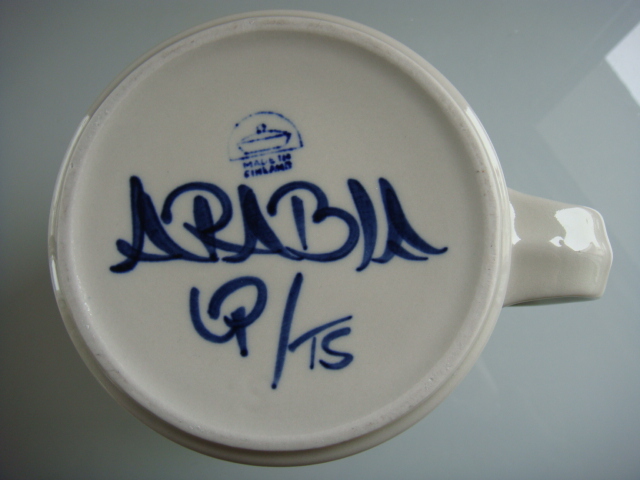 MADE IN
FINLAND
ARABIA
UP/TS